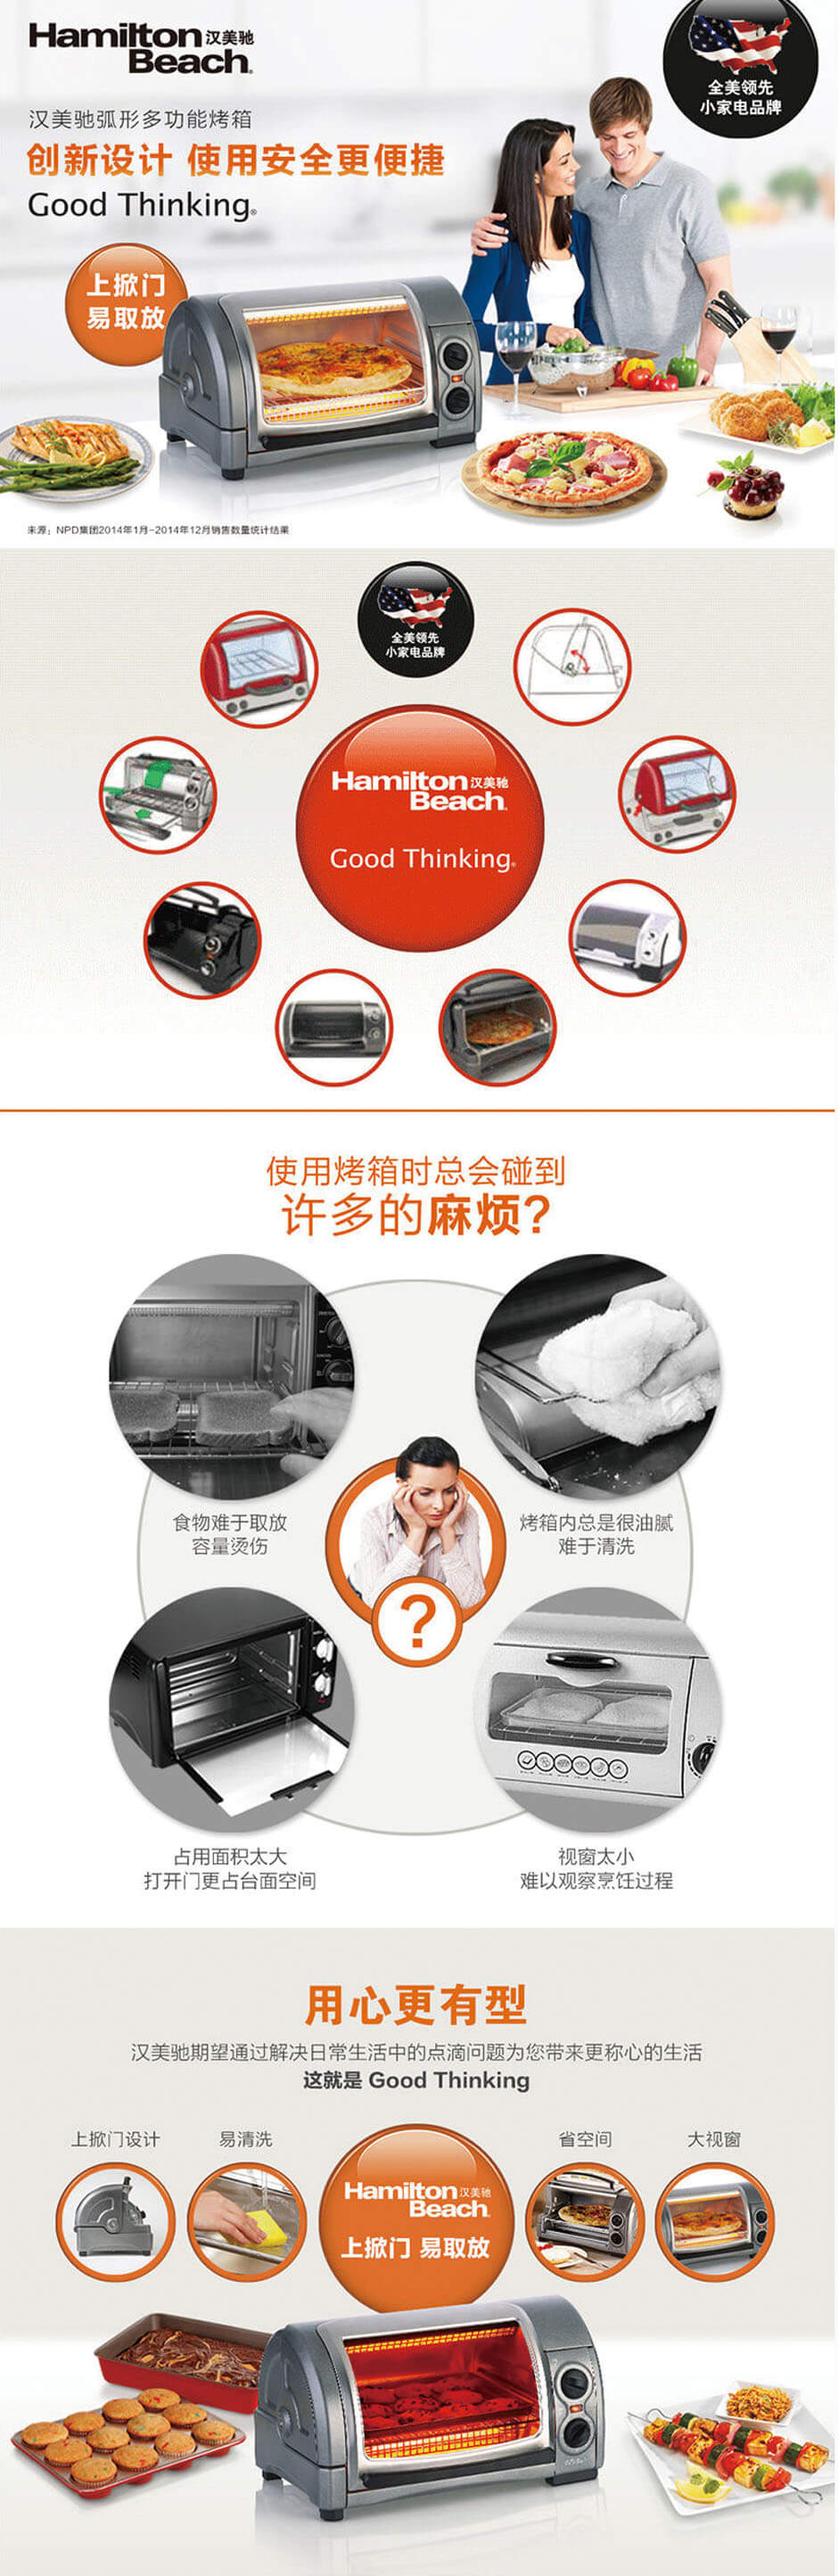 Hamilton 汉美驰
Beach.
全美领先
小家电品牌
汉美驰弧形多功能烤箱
创新设计 使用安全更便捷
Good Thinking®
上掀门
易取放
来源：NPD集团2014年1月-2014年12月销售数量统计结果
全美领先
小家电品牌
Hamilton 汉美驰
Beach.
Good Thinking®
使用烤箱时总会碰到
许多的麻烦?
食物难于取放
容量烫伤
烤箱内总是很油腻
难于清洗
?
占用面积太大
打开门更占台面空间
视窗太小
难以观察烹饪过程
用心更有型
汉美驰期望通过解决日常生活中的点滴问题为您带来更称心的生活
这就是 Good Thinking
上掀门设计
易清洗
省空间
大视窗
Hamilton 汉美驰
Beach.
上掀门 易取放